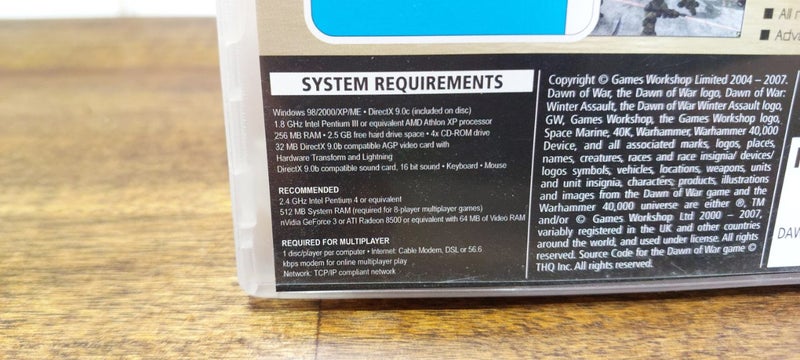 SYSTEM REQUIREMENTS
Windows 98/2000/XP/ME • DirectX 9.0c (included on disc)
1.8 GHz Intel Pentium III or equivalent AMD Athlon XP processor
256 MB RAM • 2.5 GB free hard drive space • 4x CD-ROM drive
32 MB DirectX 9.0b compatible AGP video card with
Hardware Transform and Lightning
DirectX 9.0b compatible sound card, 16 bit sound • Keyboard • Mouse
RECOMMENDED
2.4 GHz Intel Pentium 4 or equivalent
512 MB System RAM (required for 8-player multiplayer games)
nVidia GeForce 3 or ATI Radeon 8500 or equivalent with 64 MB of Video RAM
REQUIRED FOR MULTIPLAYER
1 disc/player per computer • Internet: Cable Modem, DSL or 56.6
kbps modem for online multiplayer play
Network: TCP/IP compliant network
Copyright © Games Workshop Limited 2004 – 2007.
Dawn of War, the Dawn of War logo, Dawn of War:
Winter Assault, the Dawn of War Winter Assault logo,
GW, Games Workshop, the Games Workshop logo,
Space Marine, 40K, Warhammer, Warhammer 40,000
Device, and all associated marks, logos, places,
names, creatures, races and race insignia/ devices/
logos symbols, vehicles, locations, weapons, units
and unit insignia, characters, products, illustrations
and images from the Dawn of War game and the
Warhammer 40,000 universe are either ®, TM
and/or © Games Workshop Ltd 2000 – 2007,
variably registered in the UK and other countries
around the world, and used under license. All rights
reserved. Source Code for the Dawn of War game ©
THQ Inc. All rights reserved.
All